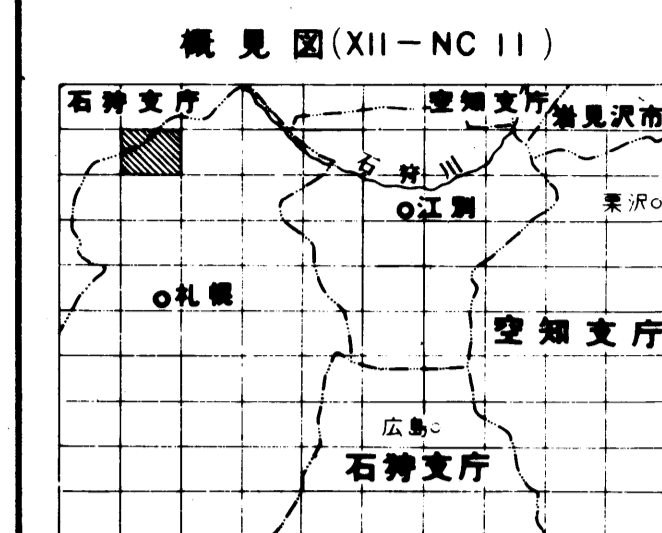 概見図(XII-NC 11)
石狩支庁
空知支庁
岩見沢市
石狩川
江別
栗沢
札幌
空知支庁
広島
石狩支庁